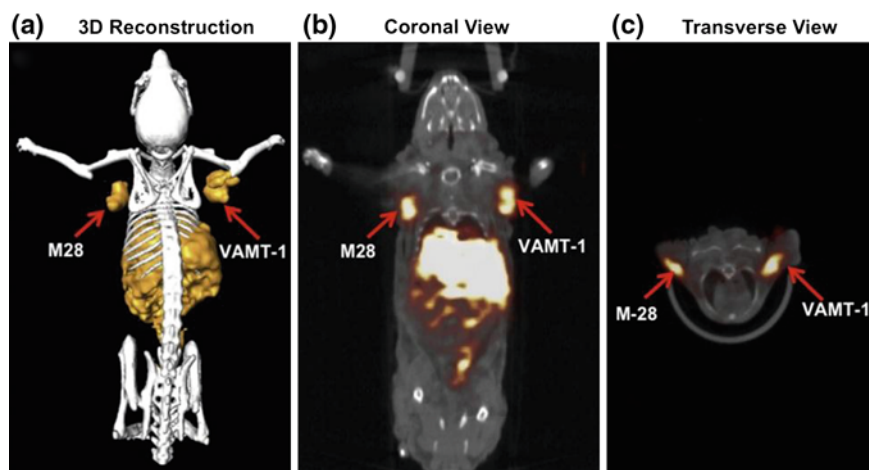 (a) 3D Reconstruction
M28
VAMT-1
(b) Coronal View
M28
VAMT-1
(c) Transverse View
M-28
VAMT-1